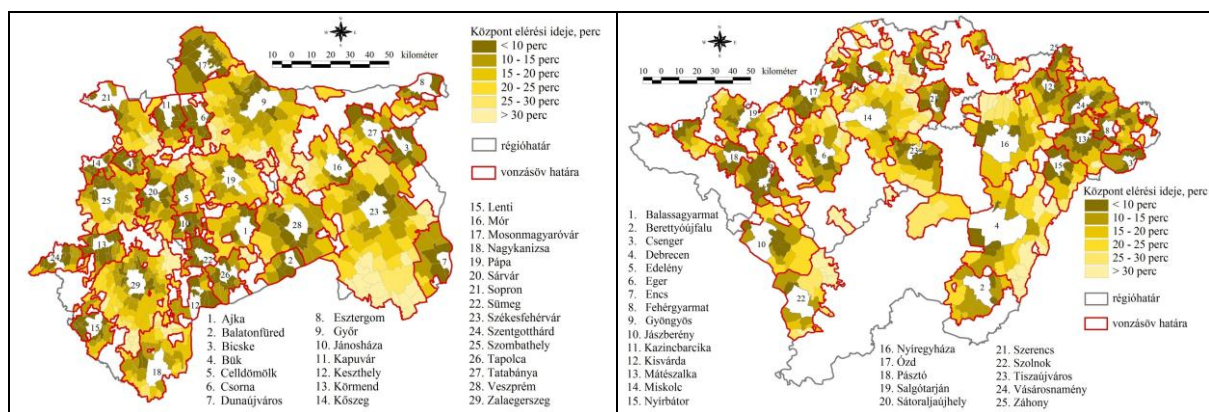 10 0 10 20 30 40 50 kilométer
Központ elérési ideje, perc
< 10 perc
10 - 15 perc
15 - 20 perc
20 - 25 perc
25 - 30 perc
> 30 perc
régióhatár
vonzásöv határa
1. Ajka
2. Balatonfüred
3. Bicske
4. Bük
5. Celldömölk
6. Csorna
7. Dunaújváros
8. Esztergom
9. Győr
10. Jánosháza
11. Kapuvár
12. Keszthely
13. Körmend
14. Kőszeg
15. Lenti
16. Mór
17. Mosonmagyaróvár
18. Nagykanizsa
19. Pápa
20. Sárvár
21. Sopron
22. Sümeg
23. Székesfehérvár
24. Szentgotthárd
25. Szombathely
26. Tapolca
27. Tatabánya
28. Veszprém
29. Zalaegerszeg
10 0 10 20 30 40 50 kilométer
Központ elérési ideje, perc
< 10 perc
10 - 15 perc
15 - 20 perc
20 - 25 perc
25 - 30 perc
> 30 perc
régióhatár
vonzásöv határa
1. Balassagyarmat
2. Berettyóújfalu
3. Csenger
4. Debrecen
5. Edelény
6. Eger
7. Encs
8. Fehérgyarmat
9. Gyöngyös
10. Jászberény
11. Kazincbarcika
12. Kisvárda
13. Mátészalka
14. Miskolc
15. Nyírbátor
16. Nyíregyháza
17. Ózd
18. Pásztó
19. Salgótarján
20. Sátoraljaújhely
21. Szerencs
22. Szolnok
23. Tiszaújváros
24. Vásárosnamény
25. Záhony